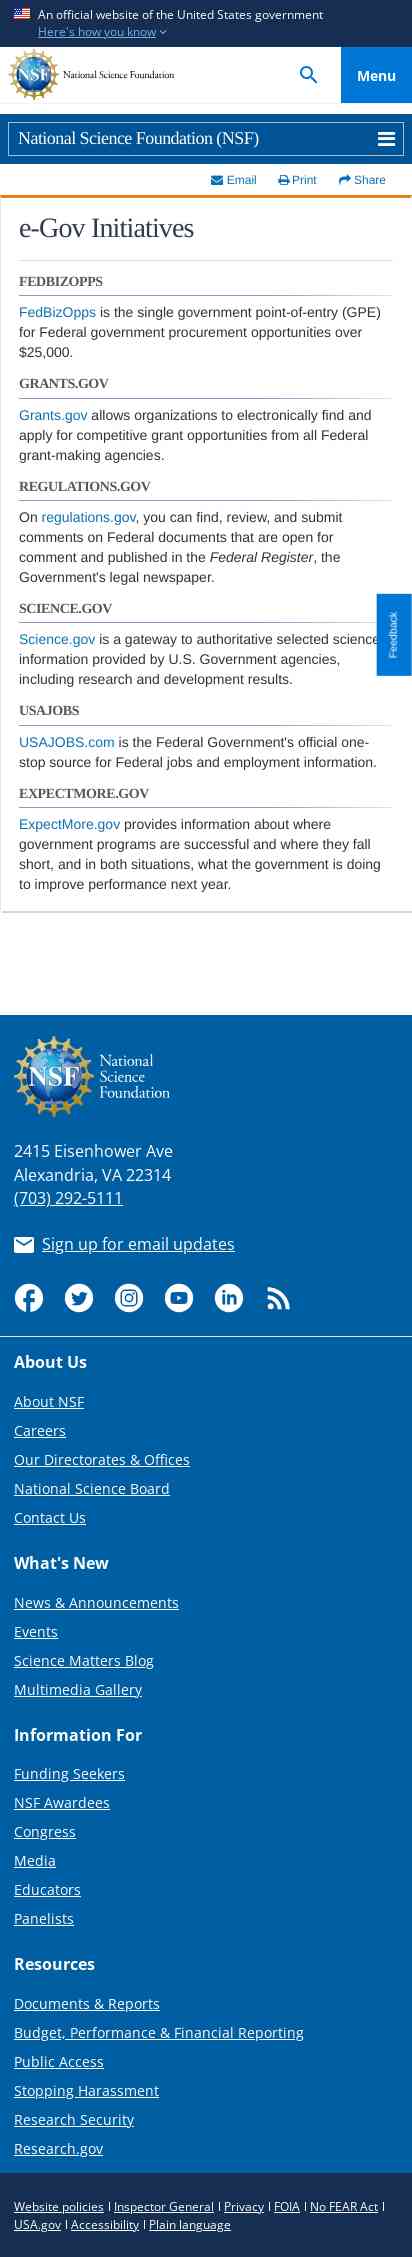 An official website of the United States government
Here's how you know
NSF National Science Foundation
Menu
National Science Foundation (NSF)
Email Print Share
e-Gov Initiatives
FEDBIZOPPS
FedBizOpps is the single government point-of-entry (GPE)
for Federal government procurement opportunities over
$25,000.
GRANTS.GOV
Grants.gov allows organizations to electronically find and
apply for competitive grant opportunities from all Federal
grant-making agencies.
REGULATIONS.GOV
On regulations.gov, you can find, review, and submit
comments on Federal documents that are open for
comment and published in the Federal Register, the
Government's legal newspaper.
SCIENCE.GOV
Science.gov is a gateway to authoritative selected science
information provided by U.S. Government agencies,
including research and development results.
Feedback
USAJOBS
USAJOBS.com is the Federal Government's official one-
stop source for Federal jobs and employment information.
EXPECTMORE.GOV
ExpectMore.gov provides information about where
government programs are successful and where they fall
short, and in both situations, what the government is doing
to improve performance next year.
NSF
National
Science
Foundation
2415 Eisenhower Ave
Alexandria, VA 22314
(703) 292-5111
Sign up for email updates
About Us
About NSF
Careers
Our Directorates & Offices
National Science Board
Contact Us
What's New
News & Announcements
Events
Science Matters Blog
Multimedia Gallery
Information For
Funding Seekers
NSF Awardees
Congress
Media
Educators
Panelists
Resources
Documents & Reports
Budget, Performance & Financial Reporting
Public Access
Stopping Harassment
Research Security
Research.gov
Website policies | Inspector General | Privacy | FOIA | No FEAR Act |
USA.gov | Accessibility | Plain language